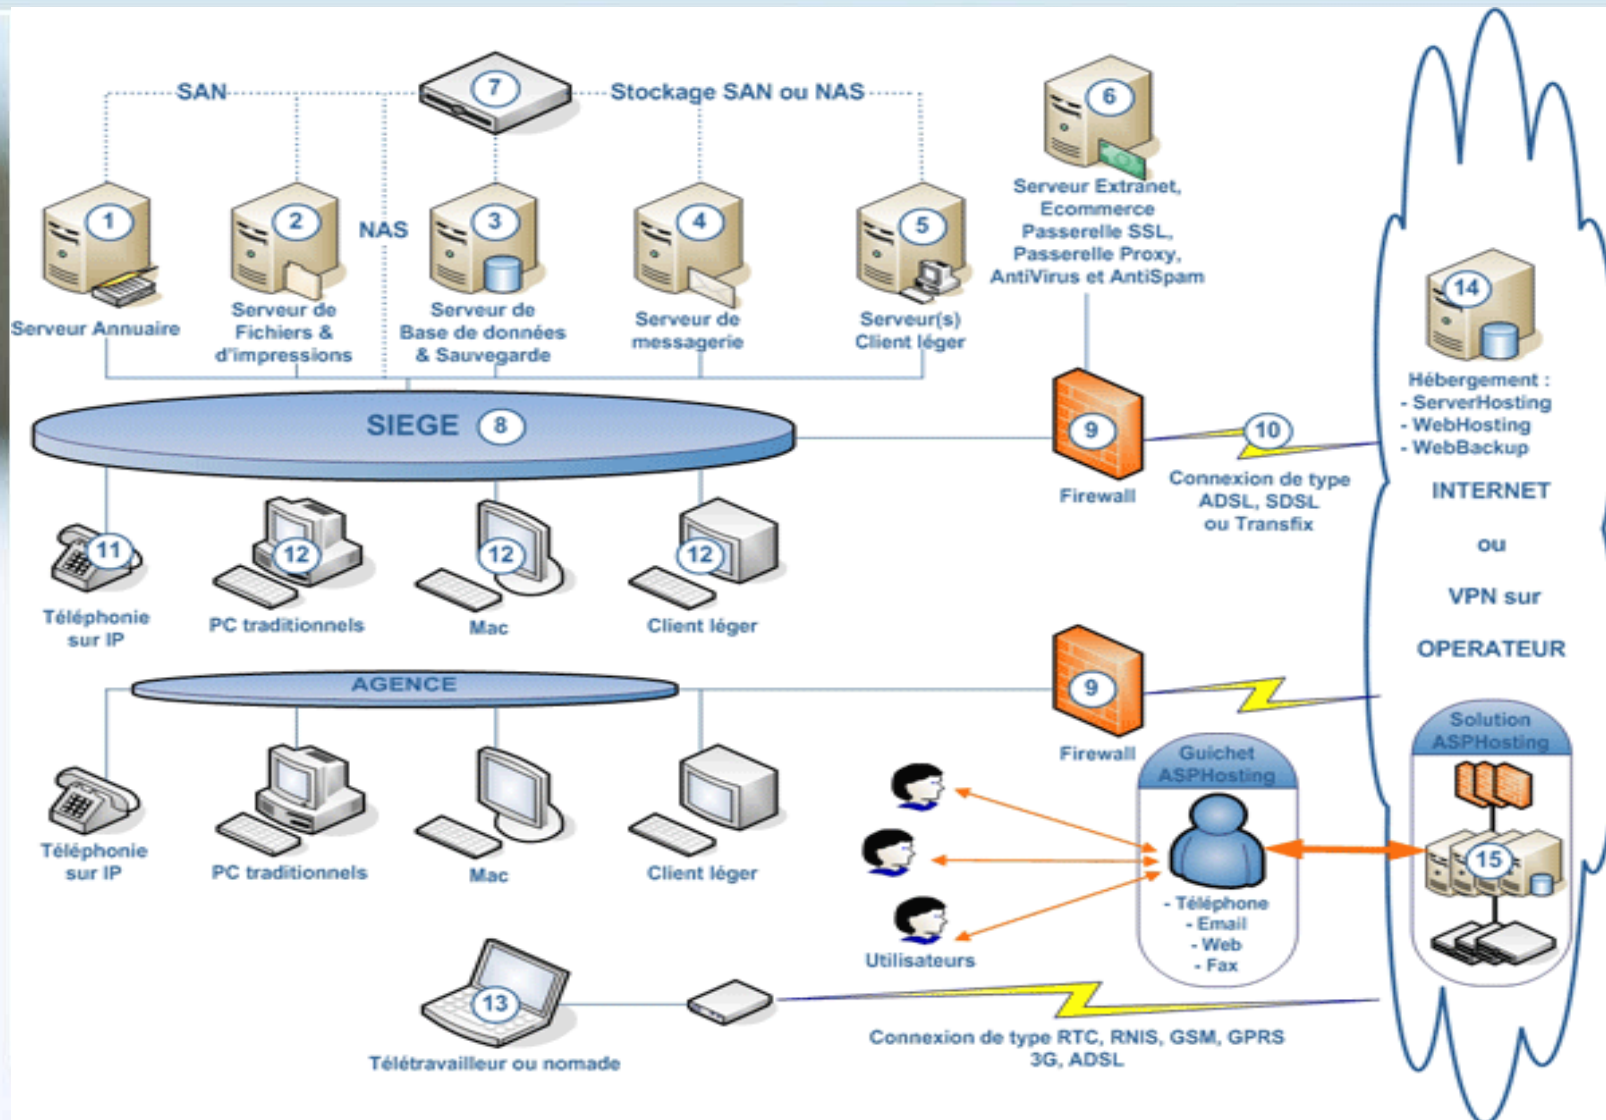 SAN
7
Stockage SAN ou NAS
6
Serveur Extranet,
Ecommerce
Passerelle SSL,
Passerelle Proxy,
AntiVirus et AntiSpam
1
2
NAS
3
4
5
Serveur Annuaire
Serveur de
Fichiers &
d'impressions
Serveur de
Base de données
& Sauvegarde
Serveur de
messagerie
Serveur(s)
Client léger
14
Hébergement :
- ServerHosting
- WebHosting
- WebBackup
SIEGE 8
9
Firewall
10
Connexion de type
ADSL, SDSL
ou Transfix
INTERNET
ou
VPN sur
OPERATEUR
11
Téléphonie
sur IP
12
PC traditionnels
12
Mac
12
Client léger
AGENCE
9
Firewall
Téléphonie
sur IP
PC traditionnels
Mac
Client léger
Utilisateurs
Guichet
ASPHosting
- Téléphone
- Email
- Web
- Fax
Solution
ASPHosting
15
13
Télétravailleur ou nomade
Connexion de type RTC, RNIS, GSM, GPRS
3G, ADSL